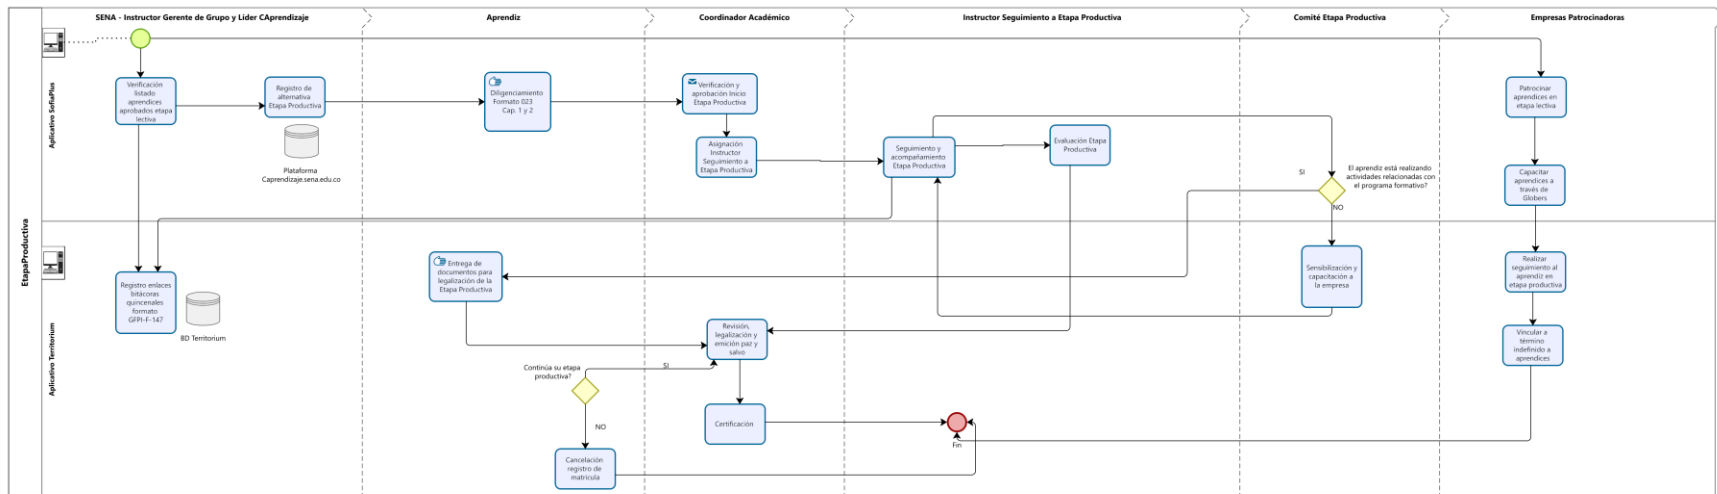 SENA - Instructor Gerente de Grupo y Lider CAprendizaje
Aprendiz
Coordinador Académico
Instructor Seguimiento a Etapa Productiva
Comité Etapa Productiva
Empresas Patrocinadoras
EtapaProductiva
Aplicativo SofiaPlus
Verificación
listado
aprendices
aprobados etapa
lectiva
Registro de
alternativa
Etapa Productiva
Plataforma
Caprendizaje.sena.edu.co
Diligenciamiento
Formato 023
Cap. 1 y 2
Verificación y
aprobación Inicio
Etapa Productiva
Asignación
Instructor
Seguimiento a
Etapa Productiva
Seguimiento y
acompañamiento
Etapa Productiva
Evaluación Etapa
Productiva
SI
El aprendiz está realizando
actividades relacionadas con
el programa formativo?
NO
Patrocinar
aprendices en
etapa lectiva
Capacitar
aprendices a
través de
Globers
Aplicativo Territorium
Registro enlaces
bitácoras
quincenales
formato
GFPI-F-147
BD Territorium
Entrega de
documentos para
legalización de la
Etapa Productiva
Revisión,
legalización y
emición paz y
salvo
Continúa su etapa
productiva?
SI
NO
Cancelación
registro de
matricula
Certificación
Fin
Sensibilización y
capacitación a
la empresa
Realizar
seguimiento al
aprendiz en
etapa productiva
Vincular a
término
indefinido a
aprendices